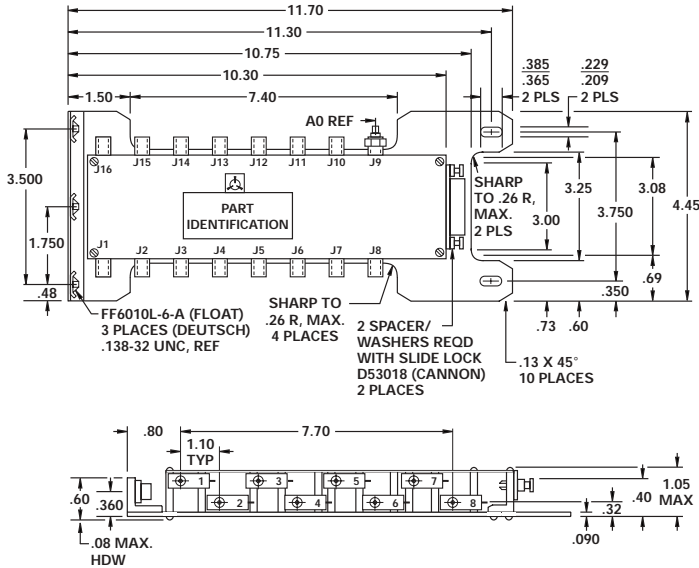 11.70
11.30
10.75
10.30
1.50
7.40
.385
.365
2 PLS
.229
.209
2 PLS
A0 REF
J16
J15
J14
J13
J12
J11
J10
J9
PART
IDENTIFICATION
J1
J2
J3
J4
J5
J6
J7
J8
3.500
1.750
.48
SHARP
TO .26 R,
MAX.
2 PLS
3.00
3.25
3.750
3.08
4.45
.69
.350
.73
.60
FF6010L-6-A (FLOAT)
3 PLACES (DEUTSCH)
.138-32 UNC, REF
SHARP TO
.26 R, MAX.
4 PLACES
2 SPACER/
WASHERS REQD
WITH SLIDE LOCK
D53018 (CANNON)
2 PLACES
.13 X 45°
10 PLACES
.80
7.70
1.10
TYP
1
3
5
7
2
4
6
8
.60
.360
.08 MAX.
HDW
1.05
MAX
.40
.32
.090